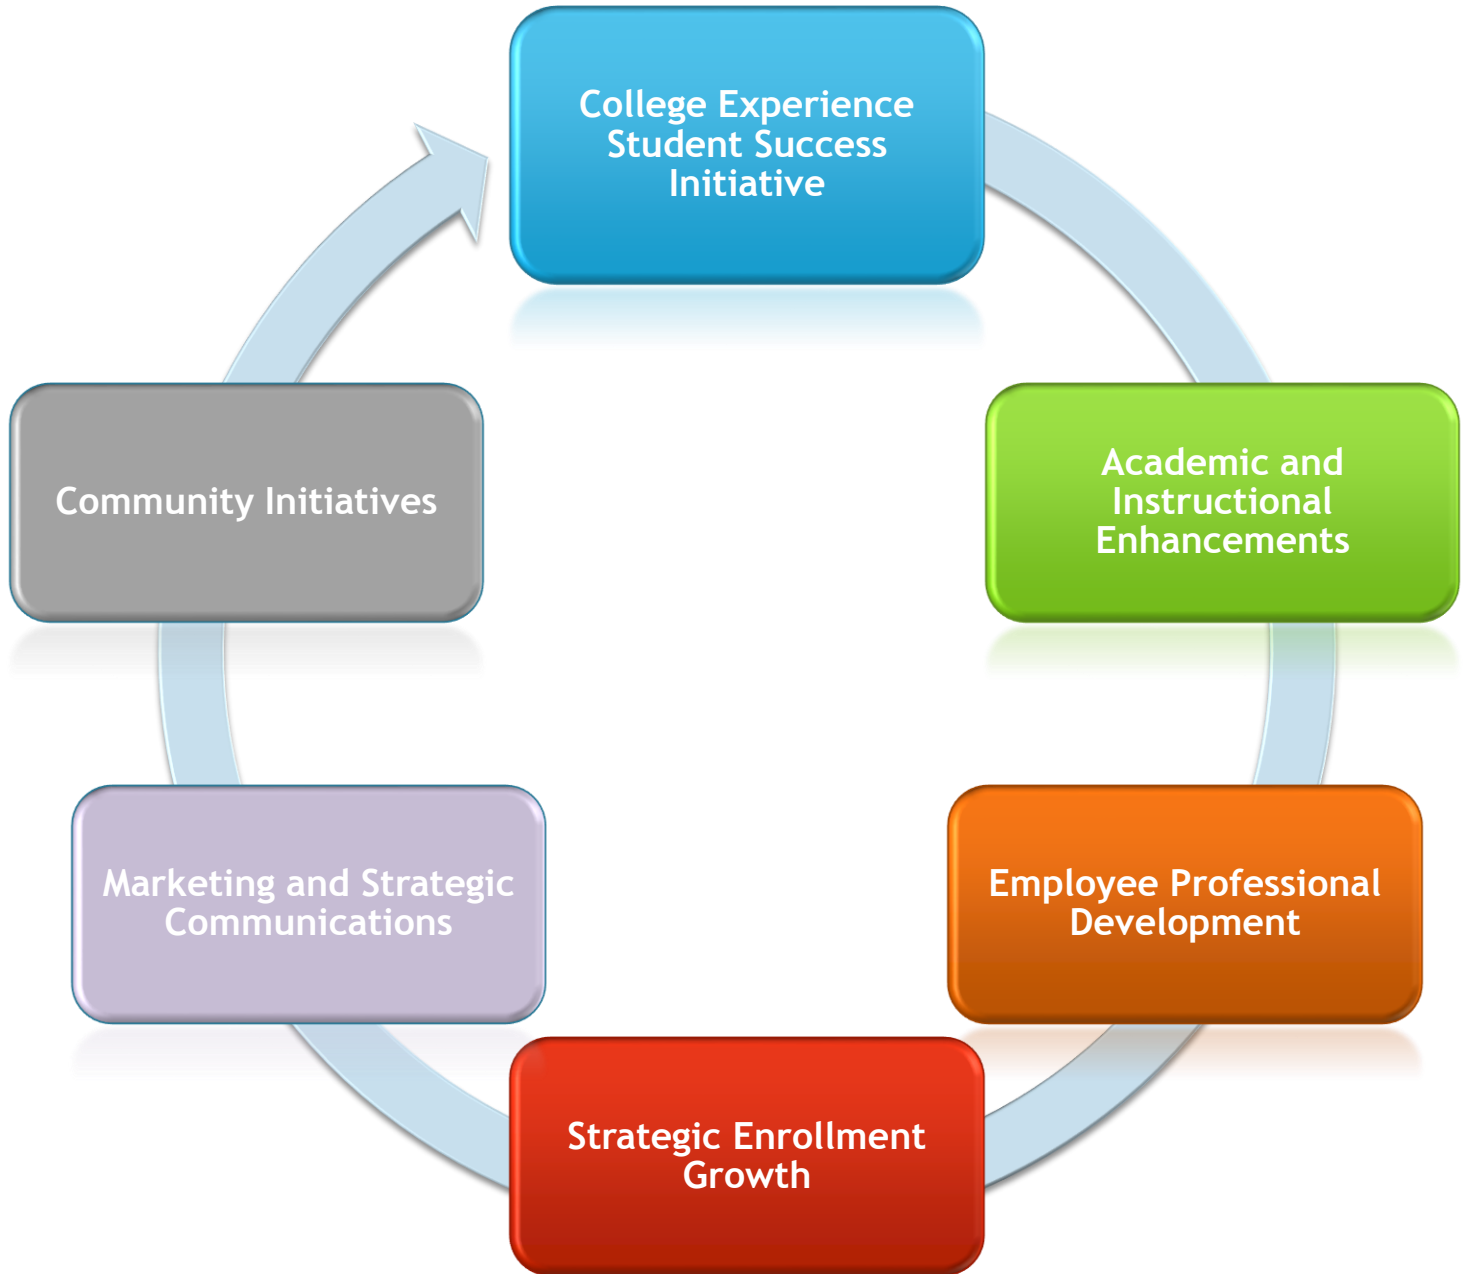 College Experience
Student Success
Initiative
Academic and
Instructional
Enhancements
Employee Professional
Development
Strategic Enrollment
Growth
Marketing and Strategic
Communications
Community Initiatives